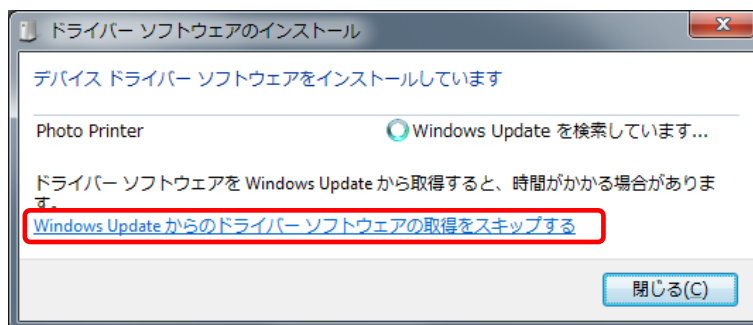 ドライバー ソフトウェアのインストール
デバイス ドライバー ソフトウェアをインストールしています
Photo Printer
Windows Update を検索しています...
ドライバー ソフトウェアを Windows Update から取得すると、時間がかかる場合がありま
す。
Windows Update からのドライバー ソフトウェアの取得をスキップする
閉じる(C)